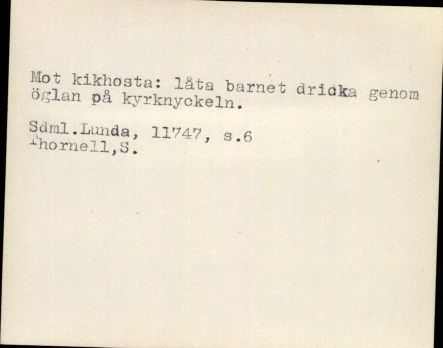 Mot kikhosta: låta barnet dricka genom
öglan på kyrknyckeln.
Sdml.Lunda, 11747, s.6
Thornell,S.